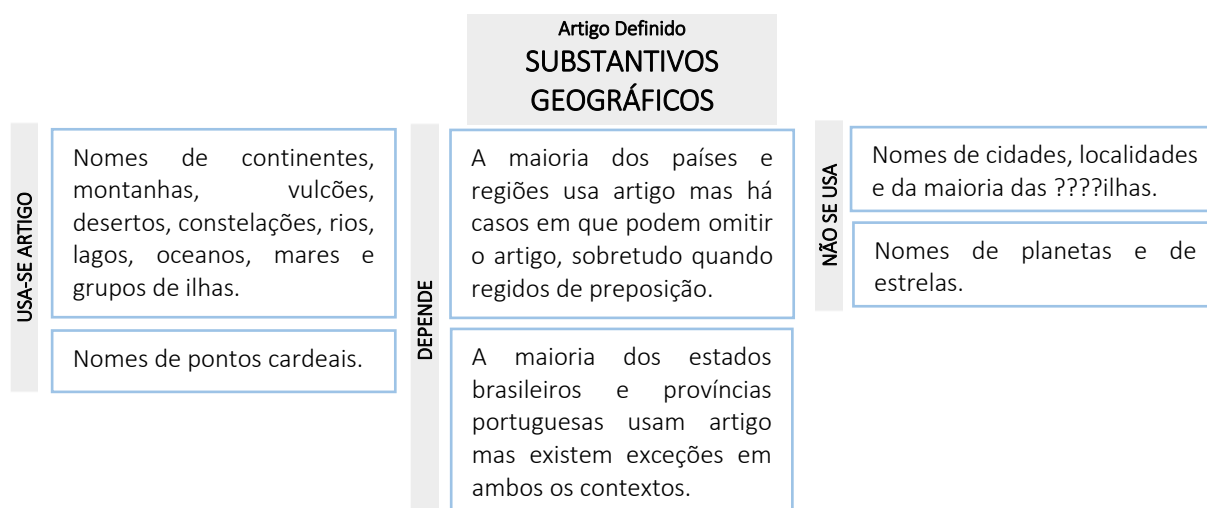 Artigo Definido
SUBSTANTIVOS
GEOGRÁFICOS
USA-SE ARTIGO
Nomes de continentes,
montanhas, vulcões,
desertos, constelações, rios,
lagos, oceanos, mares e
grupos de ilhas.
Nomes de pontos cardeais.
DEPENDE
A maioria dos países e
regiões usa artigo mas há
casos em que podem omitir
o artigo, sobretudo quando
regidos de preposição.
A maioria dos estados
brasileiros e províncias
portuguesas usam artigo
mas existem exceções em
ambos os contextos.
NÃO SE USA
Nomes de cidades, localidades
e da maioria das ????ilhas.
Nomes de planetas e de
estrelas.